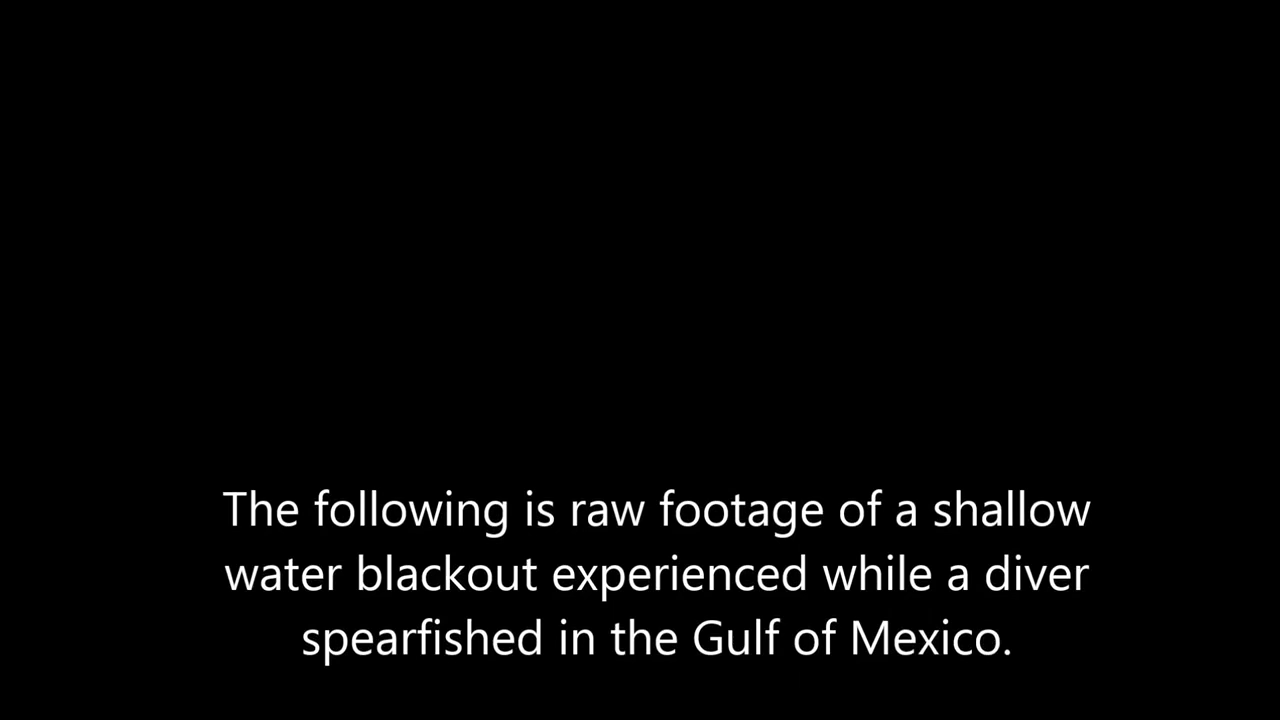 The following is raw footage of a shallow
water blackout experienced while a diver
spearfished in the Gulf of Mexico.